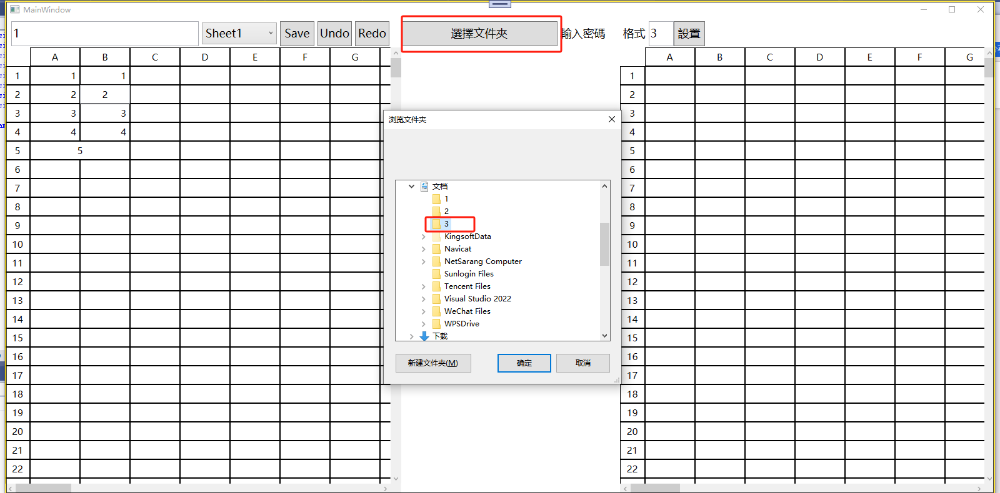 MainWindow
1 Sheet1 Save Undo Redo 選擇文件夾 輸入密碼 格式 3 設置
A B C D E F G A B C D E F G
1 1 1 1
2 2 2 2
3 3 3 3
4 4 4 4
5 5 5
6 6
7 7
8 8
9 9
10 10
11 11
12 12
13 13
14 14
15 15
16 16
17 17
18 18
19 19
20 20
21 21
22 22
浏览文件夹
文档
1
2
3
KingsoftData
Navicat
NetSarang Computer
Sunlogin Files
Tencent Files
Visual Studio 2022
WeChat Files
WPSDrive
下载
新建文件夹(M) 确定 取消